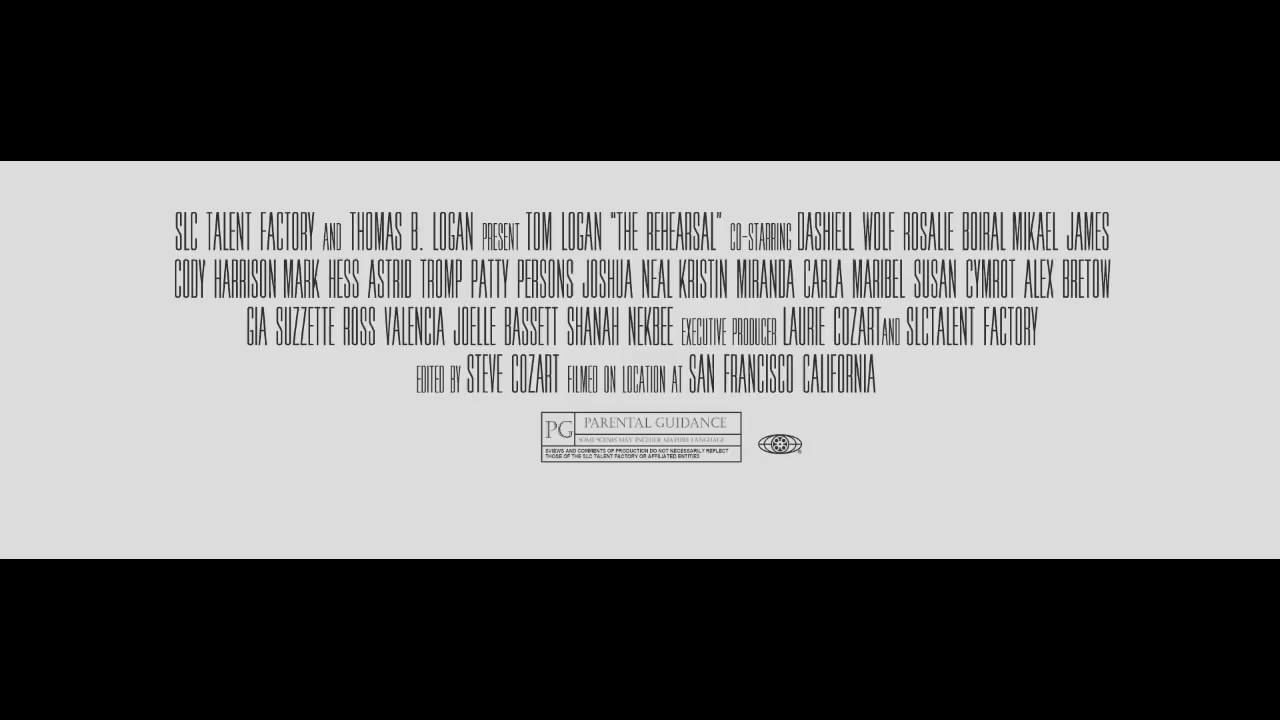 SLC TALENT FACTORY AND THOMAS B. LOGAN PRESENT TOM LOGAN "THE REHEARSAL" CO-STARRING DASHIELL WOLF ROSALIE BOIRAL MIKAEL JAMES
CODY HARRISON MARK HESS ASTRID TROMP PATTY PERSONS JOSHUA NEAL KRISTIN MIRANDA CARLA MARIBEL SUSAN CYMROT ALEX BRETOW
GIA SUZZETTE ROSS VALENCIA JOELLE BASSETT SHANAH NEKBEE EXECUTIVE PRODUCER LAURIE COZARTAND SLCTALENT FACTORY
EDITED BY STEVE COZART FILMED ON LOCATION AT SAN FRANCISCO CALIFORNIA
PG PARENTAL GUIDANCE
SOME SCENES MAY INCLUDE MATURE LANGUAGE
SVIEWS AND COMMENTS OF PRODUCTION DO NOT NECESSARILY REFLECT
THOSE OF THE SLC TALENT FACTORY OR AFFILIATED ENTITIES.